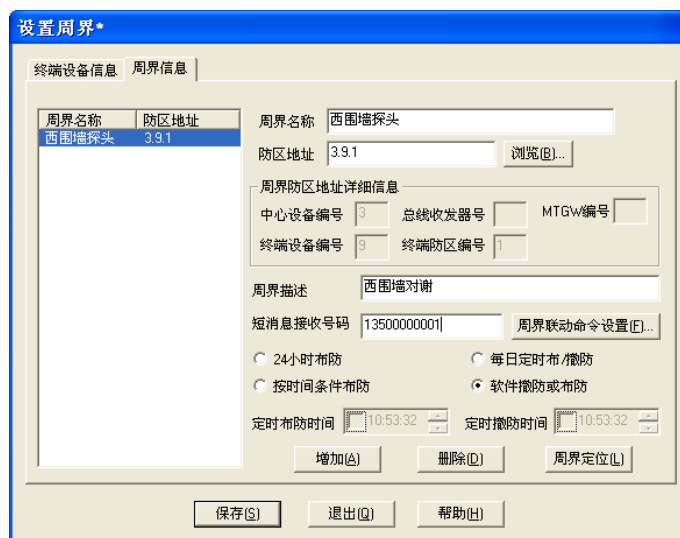 设置周界*
终端设备信息 周界信息
周界名称 防区地址
西围墙探头 3.9.1
周界名称 西围墙探头
防区地址 3.9.1 浏览(B)...
周界防区地址详细信息
中心设备编号 3 总线收发器号 MTGW编号
终端设备编号 9 终端防区编号 1
周界描述 西围墙对谢
短消息接收号码 13500000001 周界联动命令设置(F)...
24小时布防 每日定时布/撤防
按时间条件布防 软件撤防或布防
定时布防时间 10:53:32 定时撤防时间 10:53:32
增加(A) 删除(D) 周界定位(L)
保存(S) 退出(Q) 帮助(H)